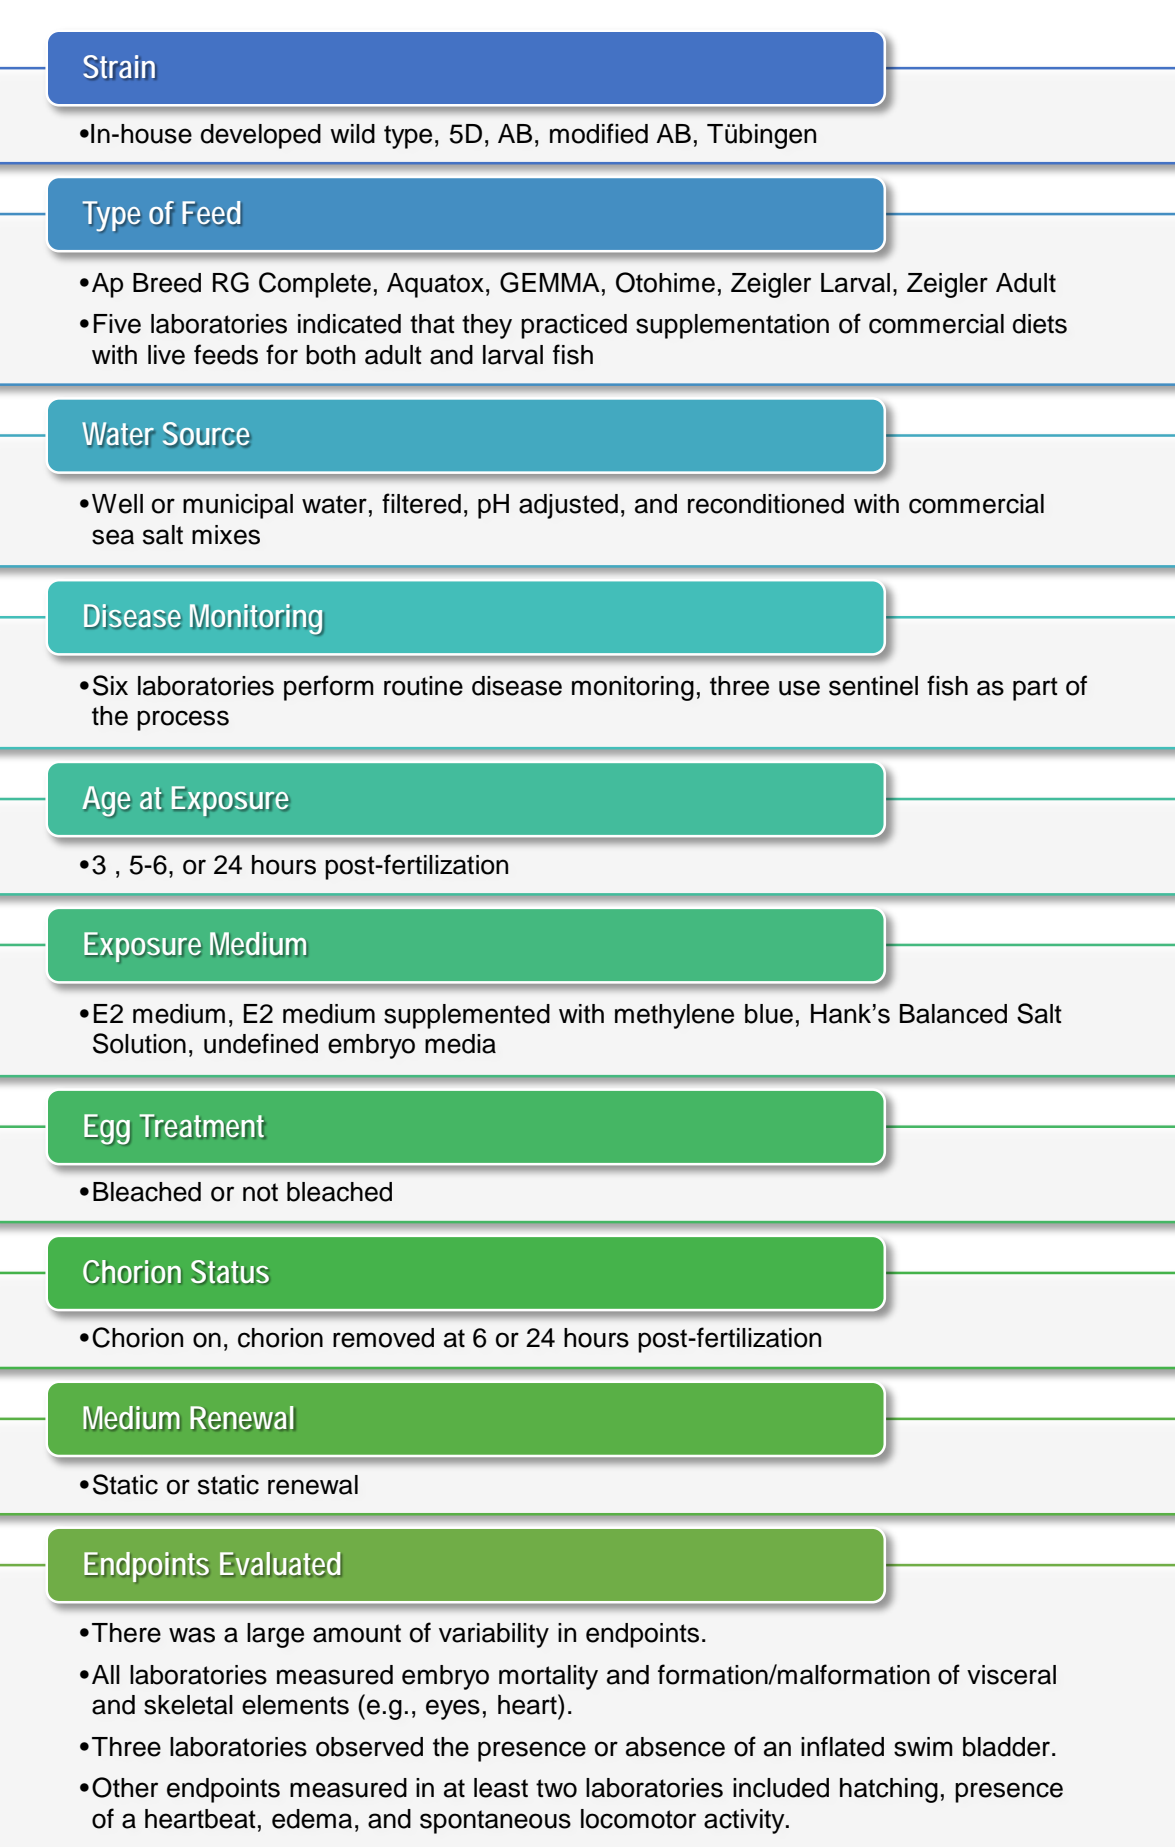 Strain
•In-house developed wild type, 5D, AB, modified AB, Tübingen
Type of Feed
•Ap Breed RG Complete, Aquatox, GEMMA, Otohime, Zeigler Larval, Zeigler Adult
•Five laboratories indicated that they practiced supplementation of commercial diets
with live feeds for both adult and larval fish
Water Source
•Well or municipal water, filtered, pH adjusted, and reconditioned with commercial
sea salt mixes
Disease Monitoring
•Six laboratories perform routine disease monitoring, three use sentinel fish as part of
the process
Age at Exposure
•3 , 5-6, or 24 hours post-fertilization
Exposure Medium
•E2 medium, E2 medium supplemented with methylene blue, Hank’s Balanced Salt
Solution, undefined embryo media
Egg Treatment
•Bleached or not bleached
Chorion Status
•Chorion on, chorion removed at 6 or 24 hours post-fertilization
Medium Renewal
•Static or static renewal
Endpoints Evaluated
•There was a large amount of variability in endpoints.
•All laboratories measured embryo mortality and formation/malformation of visceral
and skeletal elements (e.g., eyes, heart).
•Three laboratories observed the presence or absence of an inflated swim bladder.
•Other endpoints measured in at least two laboratories included hatching, presence
of a heartbeat, edema, and spontaneous locomotor activity.